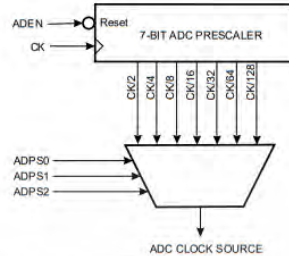 ADEN
Reset
7-BIT ADC PRESCALER
CK
CK/2
CK/4
CK/8
CK/16
CK/32
CK/64
CK/128
ADPS0
ADPS1
ADPS2
ADC CLOCK SOURCE